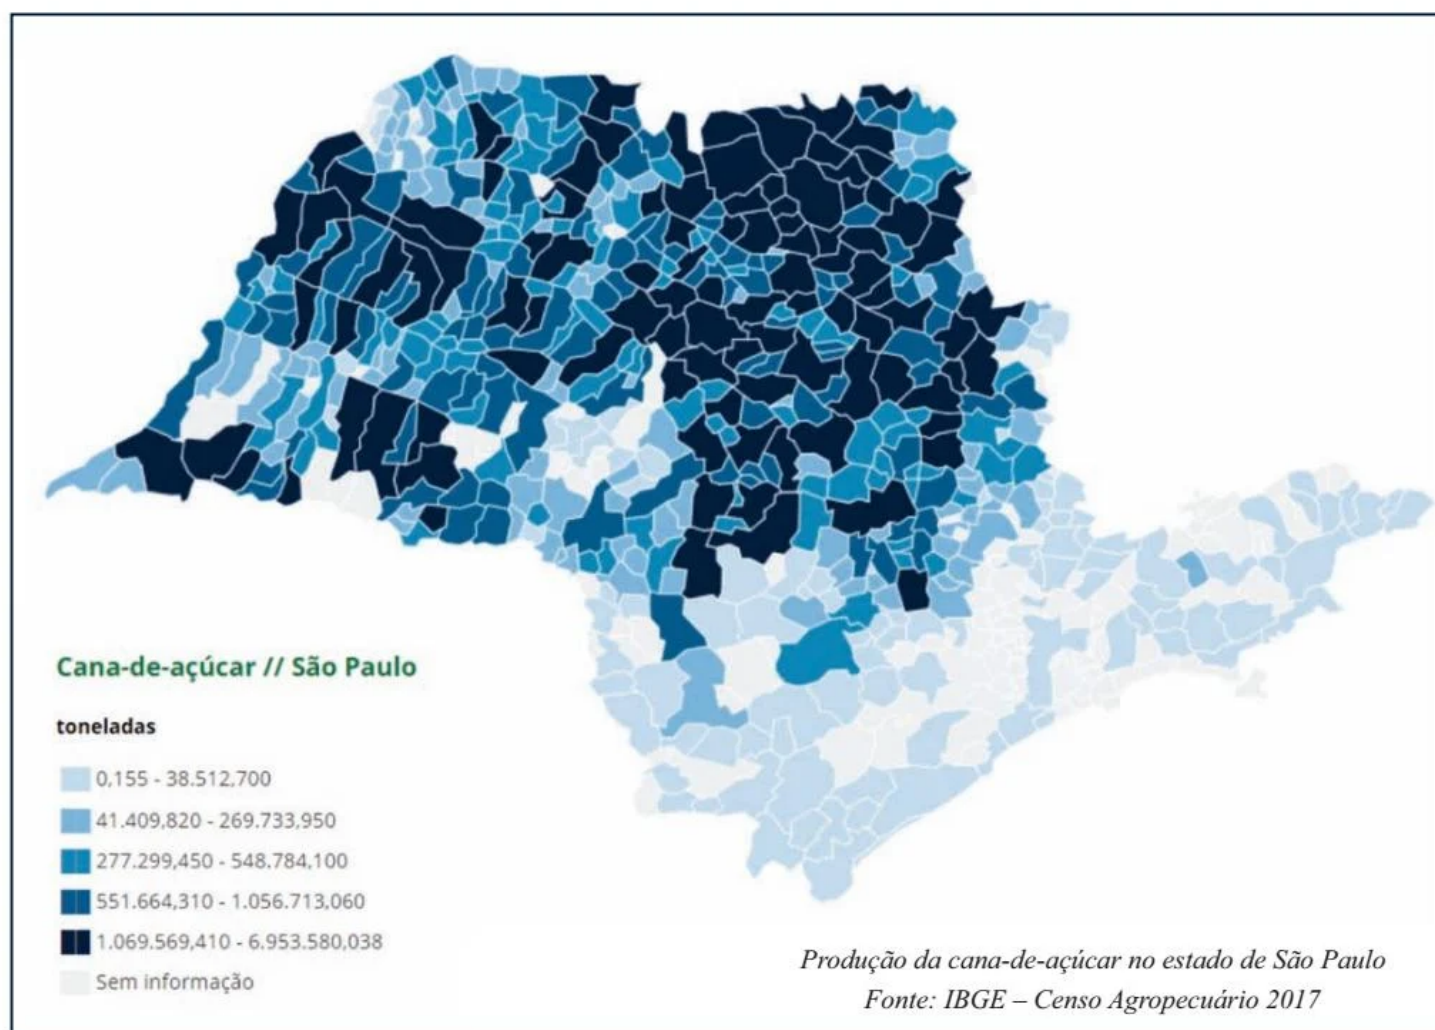 Cana-de-açúcar // São Paulo
toneladas
0,155 - 38.512,700
41.409,820 - 269.733,950
277.299,450 - 548.784,100
551.664,310 - 1.056.713,060
1.069.569,410 - 6.953.580,038
Sem informação
Produção da cana-de-açúcar no estado de São Paulo
Fonte: IBGE – Censo Agropecuário 2017